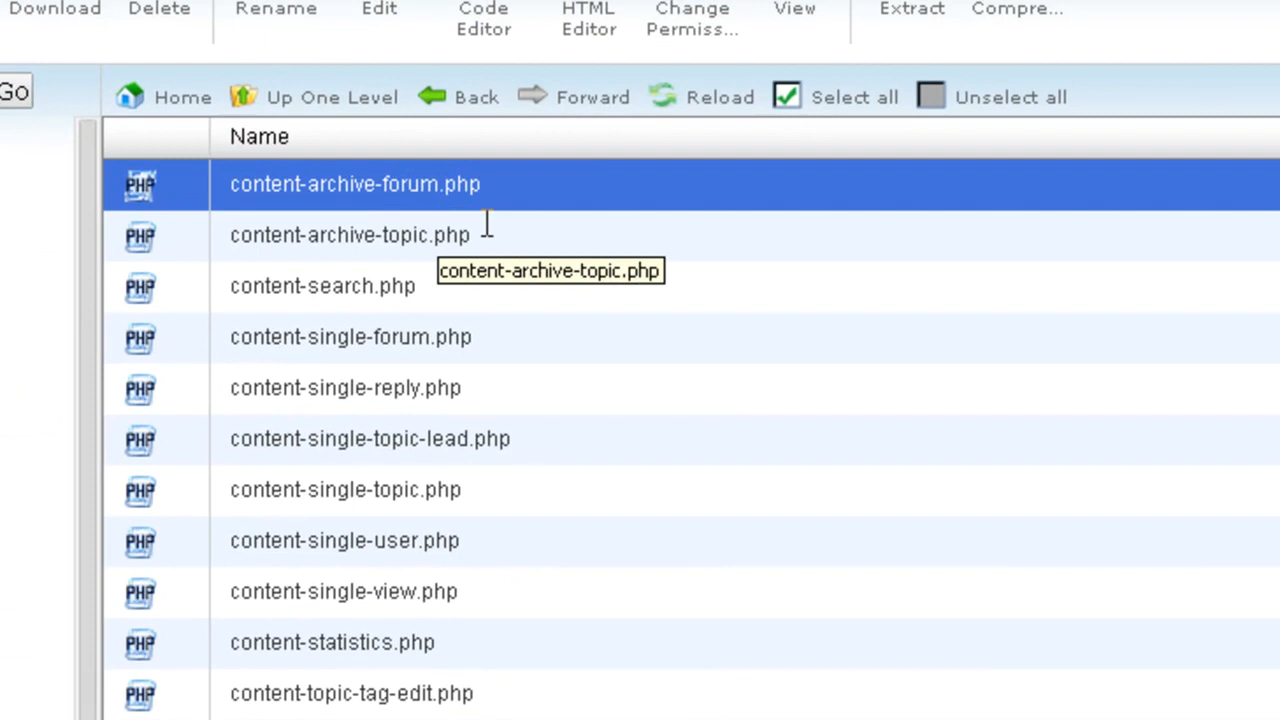 Download Delete Rename Edit Code Editor HTML Editor Change Permiss... View Extract Compre...
Go Home Up One Level Back Forward Reload Select all Unselect all
Name
PHP content-archive-forum.php
PHP content-archive-topic.php
content-archive-topic.php
PHP content-search.php
PHP content-single-forum.php
PHP content-single-reply.php
PHP content-single-topic-lead.php
PHP content-single-topic.php
PHP content-single-user.php
PHP content-single-view.php
PHP content-statistics.php
PHP content-topic-tag-edit.php